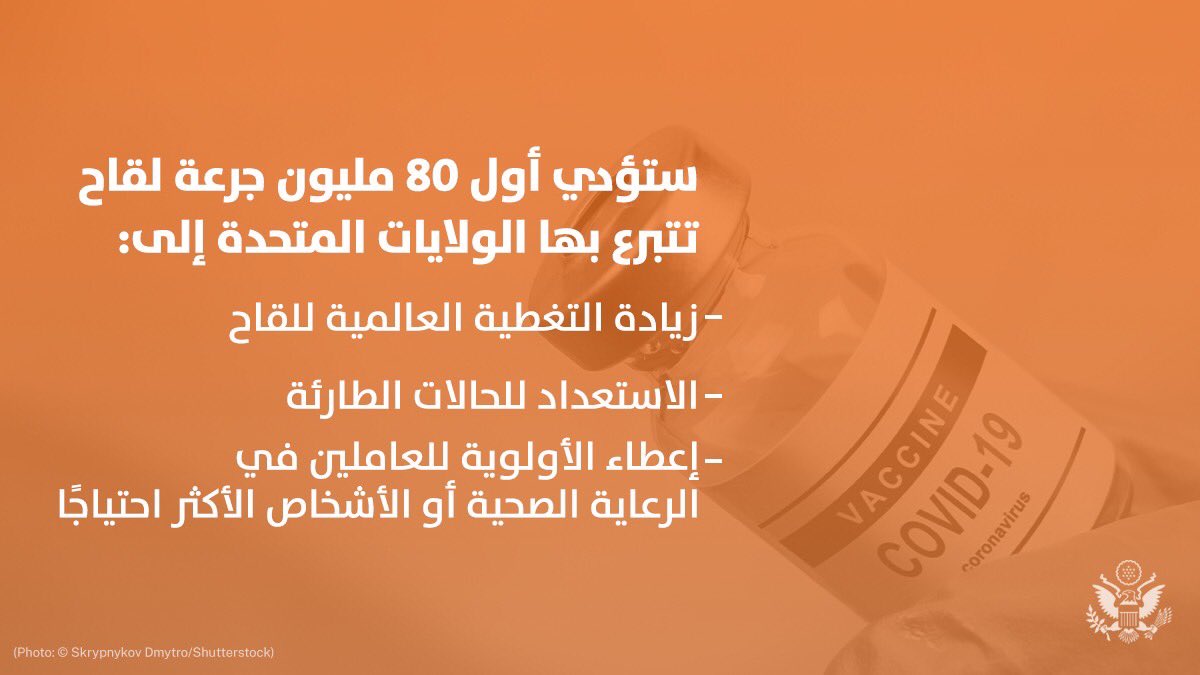 ستؤدي أول 80 مليون جرعة لقاح
تتبرع بها الولايات المتحدة إلى:
–زيادة التغطية العالمية للقاح
–الاستعداد للحالات الطارئة
–إعطاء الأولوية للعاملين في
الرعاية الصحية أو الأشخاص الأكثر احتياجًا
VACCINE
COVID-19
coronavirus
(Photo: © Skrypnykov Dmytro/Shutterstock)